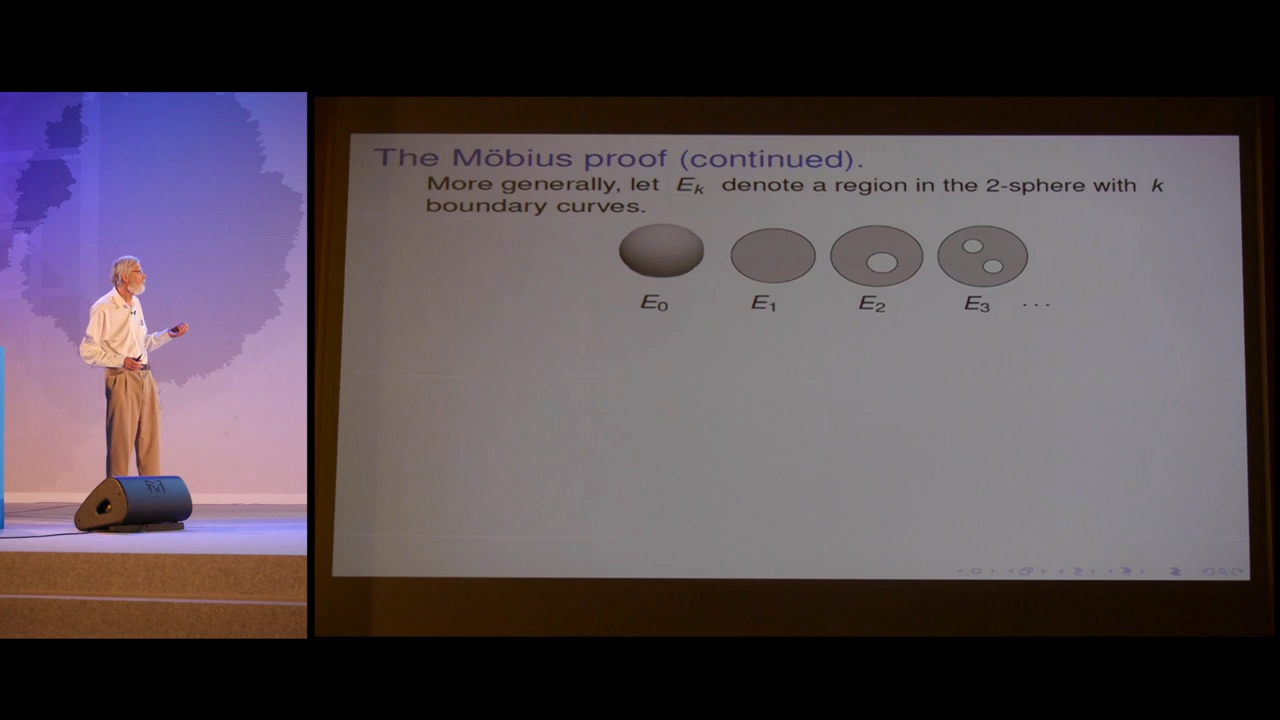 The Möbius proof (continued).
More generally, let E_k denote a region in the 2-sphere with k
boundary curves.
E_0 E_1 E_2 E_3 ...